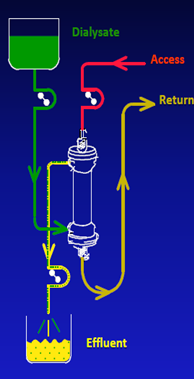 Dialysate
Access
Return
Effluent